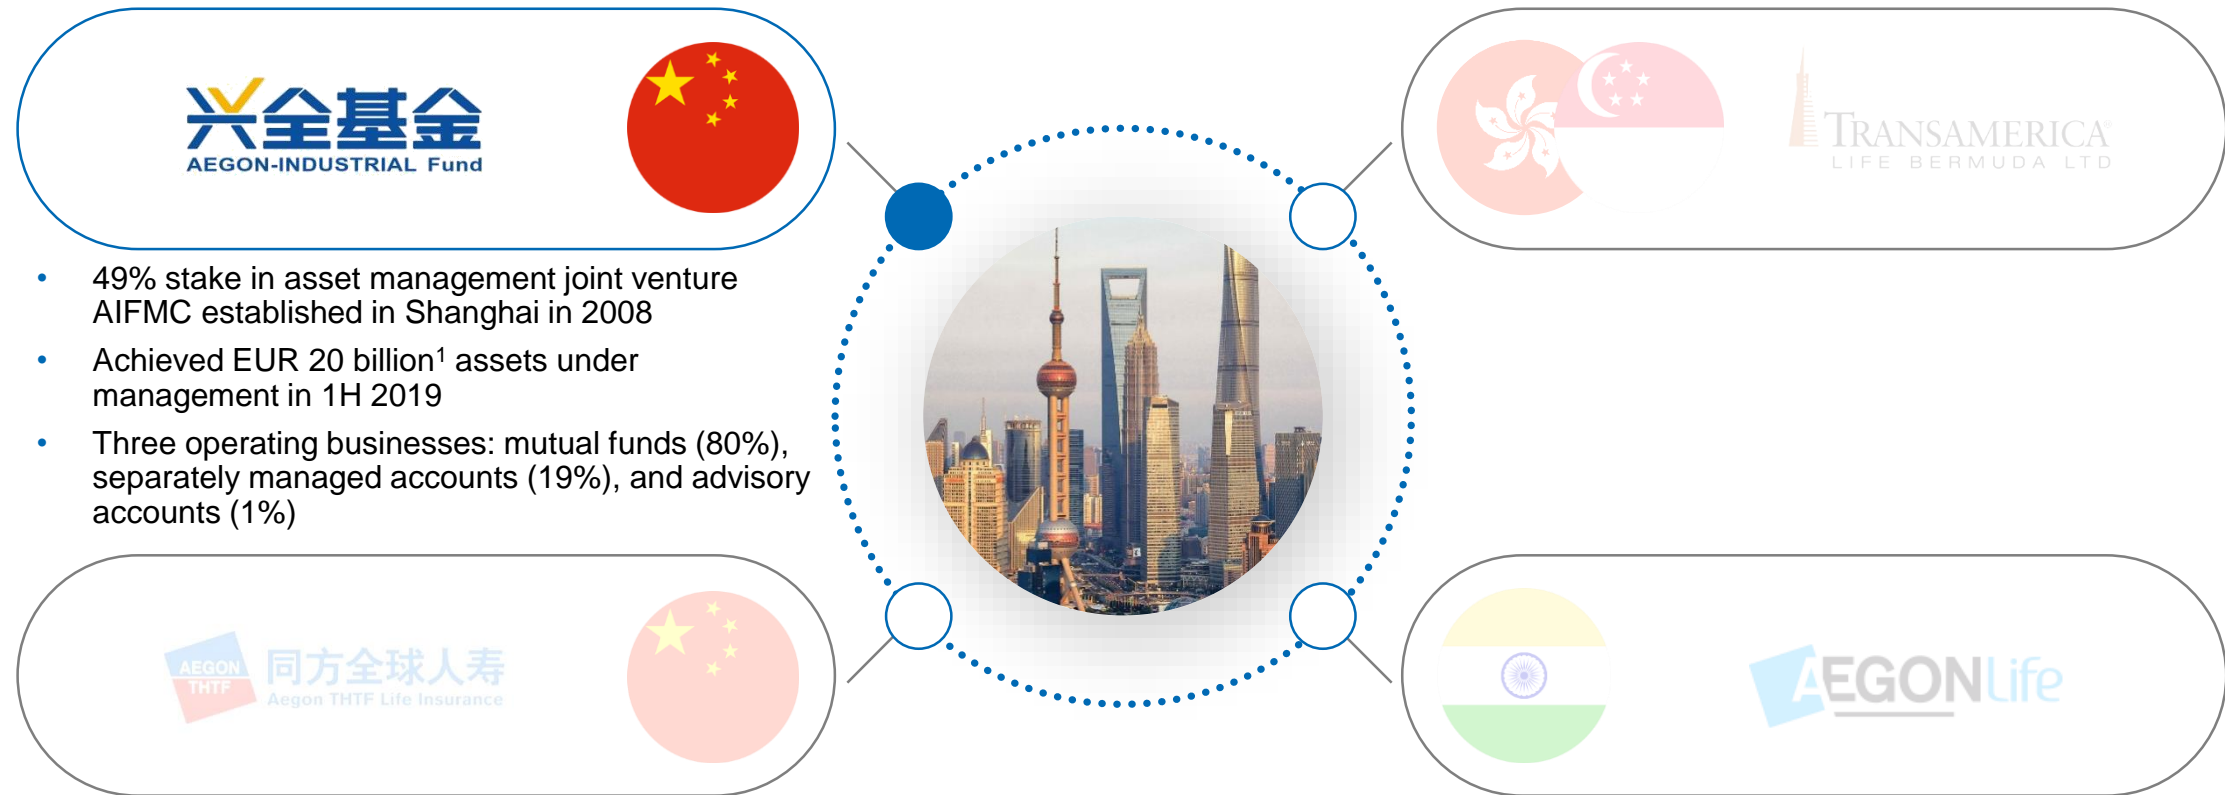 兴全基金
AEGON-INDUSTRIAL Fund
• 49% stake in asset management joint venture
AIFMC established in Shanghai in 2008
• Achieved EUR 20 billion¹ assets under
management in 1H 2019
• Three operating businesses: mutual funds (80%),
separately managed accounts (19%), and advisory
accounts (1%)
TRANSAMERICA®
LIFE BERMUDA LTD
AEGON
THTF
同方全球人寿
Aegon THTF Life Insurance
AEGONLife